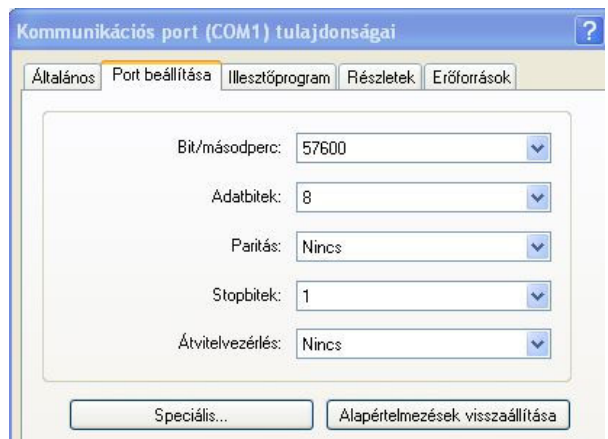 Kommunikációs port (COM1) tulajdonságai ?
Általános Port beállítása Illesztőprogram Részletek Erőforrások
Bit/másodperc: 57600
Adatbitek: 8
Paritás: Nincs
Stopbitek: 1
Átvitelvezérlés: Nincs
Speciális... Alapértelmezések visszaállítása